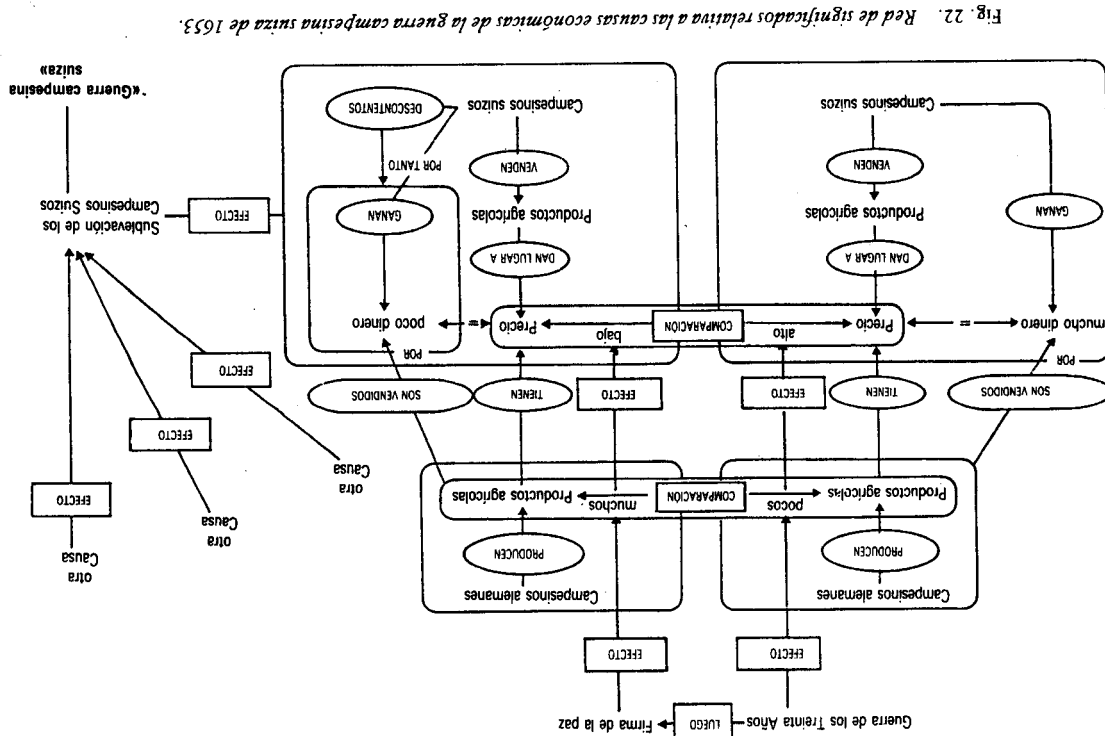 Guerra de los Treinta Años
LUEGO
Firma de la paz
EFECTO
EFECTO
Campesinos alemanes
Campesinos alemanes
PRODUCEN
PRODUCEN
Productos agrícolas
pocos
COMPARACIÓN
muchos
Productos agrícolas
otra
Causa
otra
Causa
otra
Causa
SON VENDIDOS
TIENEN
EFECTO
EFECTO
TIENEN
SON VENDIDOS
EFECTO
EFECTO
EFECTO
POR
POR
mucho dinero
=
Precio
alto
COMPARACIÓN
bajo
Precio
=
poco dinero
DAN LUGAR A
DAN LUGAR A
GANAN
Productos agrícolas
Productos agrícolas
GANAN
EFECTO
Sublevación de los
Campesinos Suizos
VENDEN
VENDEN
POR TANTO
Campesinos suizos
Campesinos suizos
DESCONTENTOS
«Guerra campesina
suiza»
Fig. 22. Red de significados relativo a las causas económicas de la guerra campesina suiza de 1653.